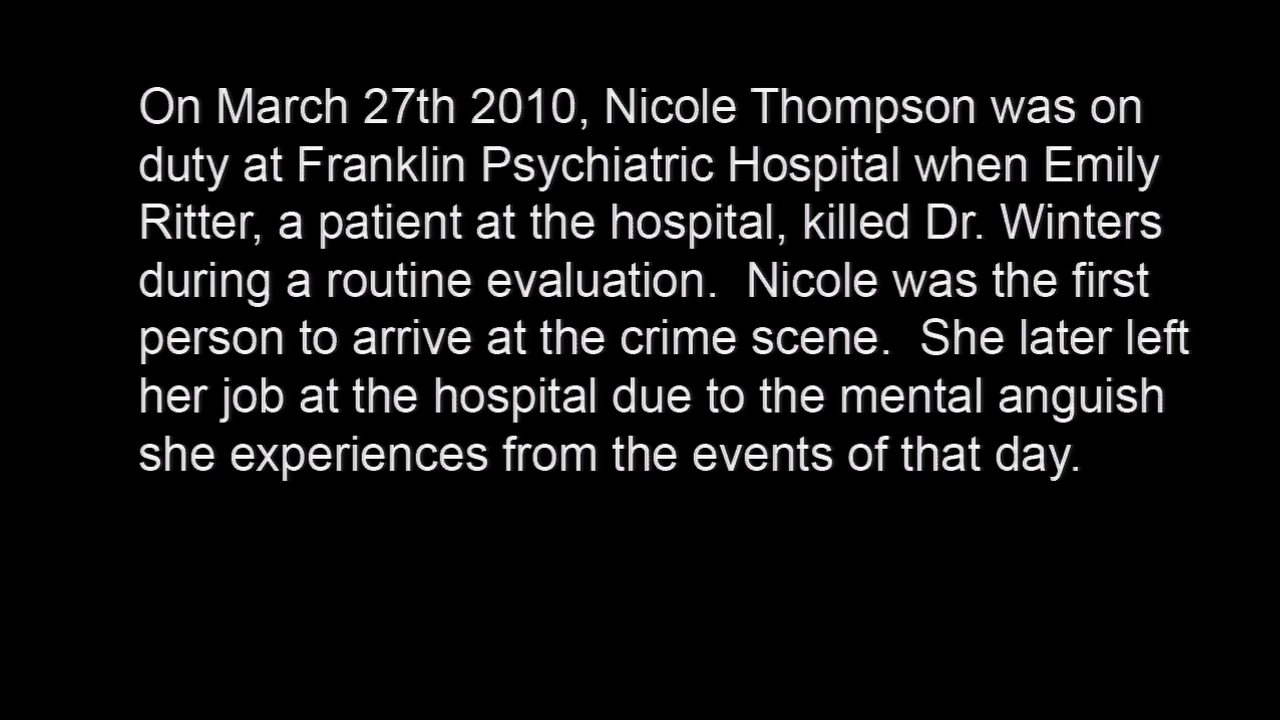 On March 27th 2010, Nicole Thompson was on
duty at Franklin Psychiatric Hospital when Emily
Ritter, a patient at the hospital, killed Dr. Winters
during a routine evaluation.  Nicole was the first
person to arrive at the crime scene.  She later left
her job at the hospital due to the mental anguish
she experiences from the events of that day.